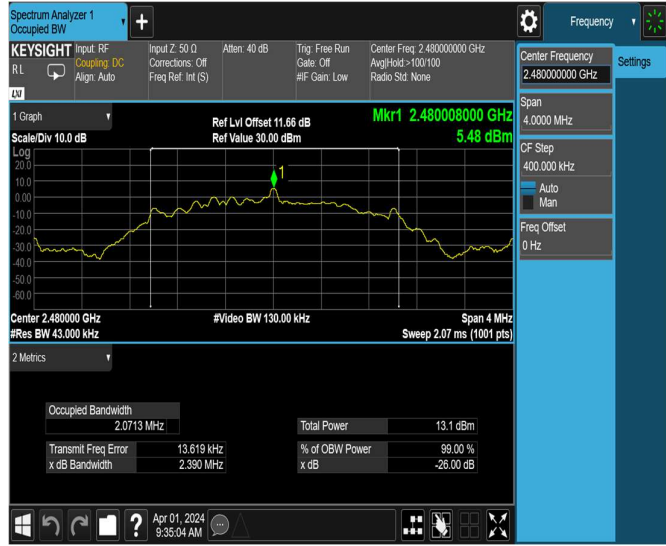 Spectrum Analyzer 1
Occupied BW
+
Frequency
KEYSIGHT
R L
LXI
Input: RF
Coupling: DC
Align: Auto
Input Z: 50 Ω
Corrections: Off
Freq Ref: Int (S)
Atten: 40 dB
Trig: Free Run
Gate: Off
#IF Gain: Low
Center Freq: 2.480000000 GHz
Avg|Hold:>100/100
Radio Std: None
Center Frequency
2.480000000 GHz
Settings
Span
4.0000 MHz
CF Step
400.000 kHz
Auto
Man
Freq Offset
0 Hz
1 Graph
Scale/Div 10.0 dB
Ref Lvl Offset 11.66 dB
Ref Value 30.00 dBm
Mkr1 2.480008000 GHz
5.48 dBm
Log
20.0
10.0
0.00
-10.0
-20.0
-30.0
-40.0
-50.0
-60.0
1
Center 2.480000 GHz
#Res BW 43.000 kHz
#Video BW 130.00 kHz
Span 4 MHz
Sweep 2.07 ms (1001 pts)
2 Metrics
Occupied Bandwidth
2.0713 MHz
Total Power 13.1 dBm
Transmit Freq Error 13.619 kHz
% of OBW Power 99.00 %
x dB Bandwidth 2.390 MHz
x dB -26.00 dB
?
Apr 01, 2024
9:35:04 AM